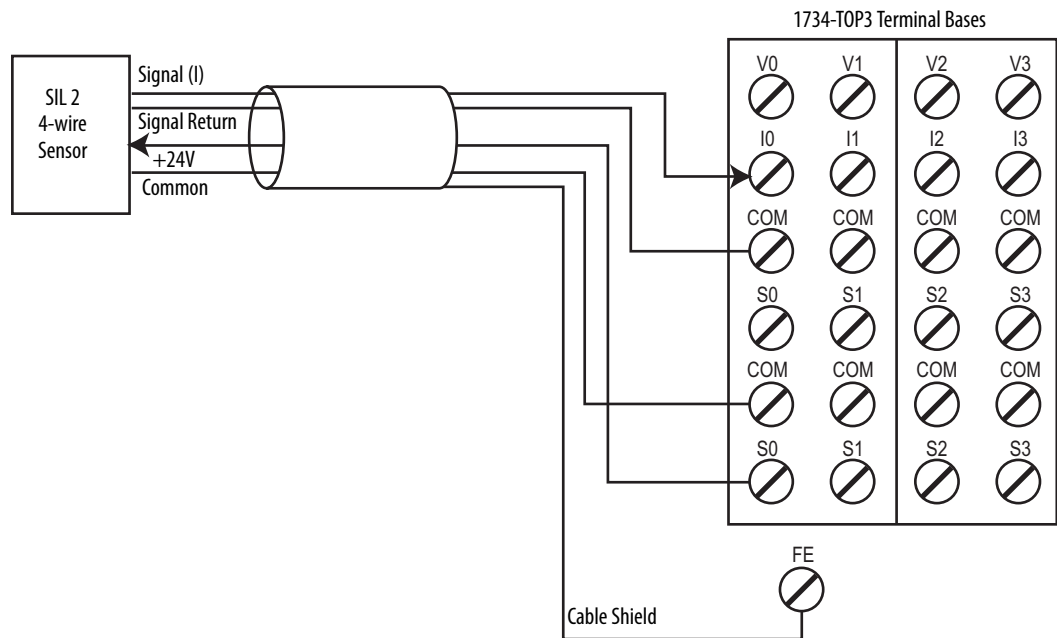 1734-TOP3 Terminal Bases
SIL 2
4-wire
Sensor
Signal (I)
Signal Return
+24V
Common
V0 V1 V2 V3
I0 I1 I2 I3
COM COM COM COM
S0 S1 S2 S3
COM COM COM COM
S0 S1 S2 S3
FE
Cable Shield